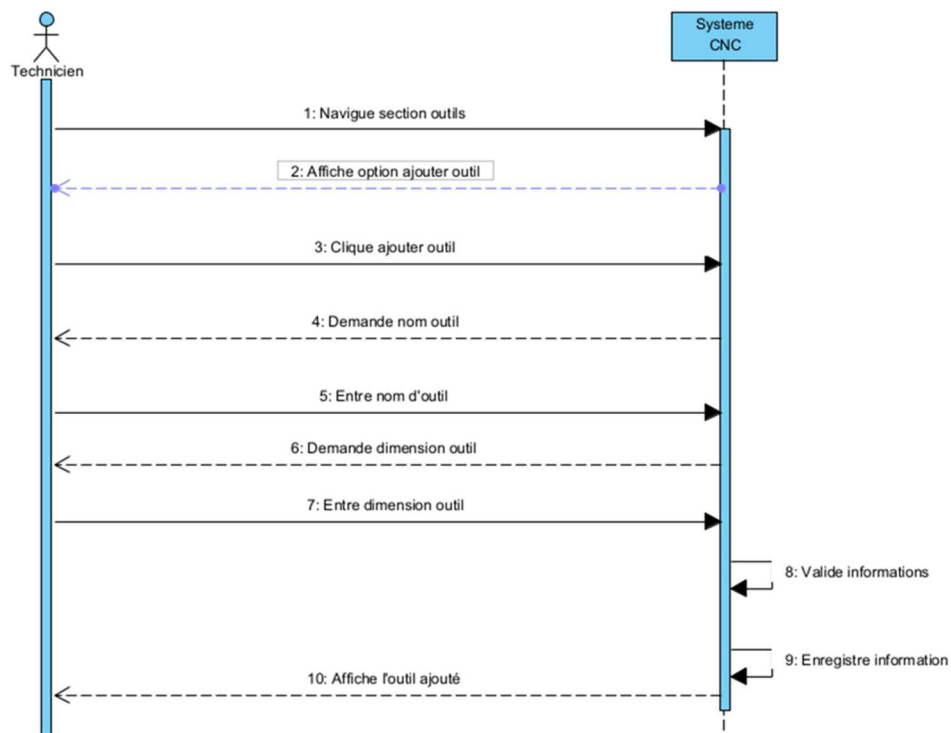 Systeme
CNC
Technicien
1: Navigue section outils
2: Affiche option ajouter outil
3: Clique ajouter outil
4: Demande nom outil
5: Entre nom d'outil
6: Demande dimension outil
7: Entre dimension outil
8: Valide informations
9: Enregistre information
10: Affiche l'outil ajouté